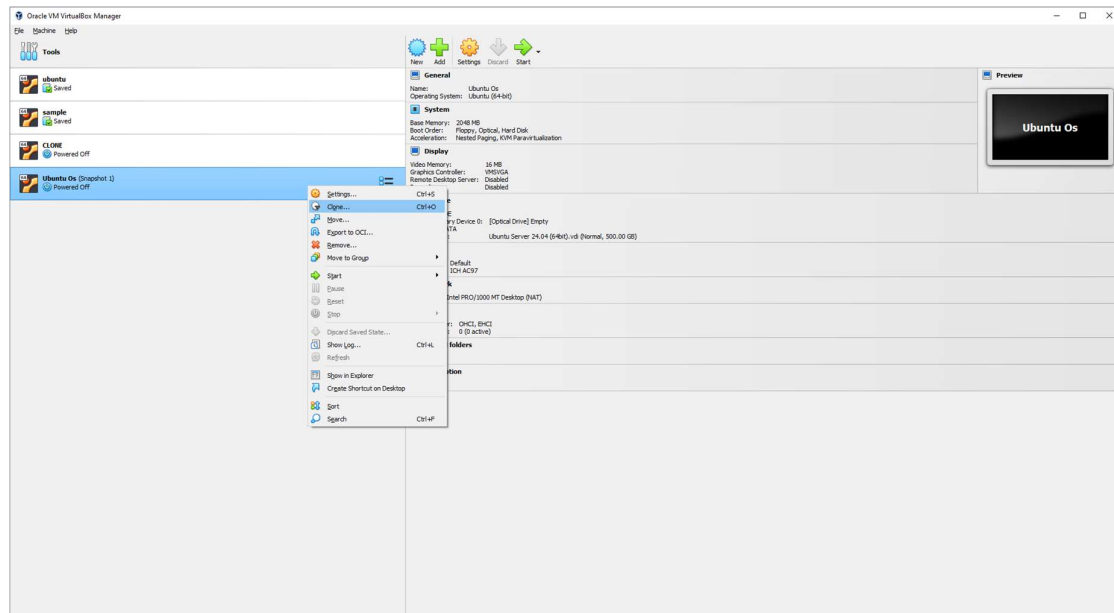 Oracle VM VirtualBox Manager
File Machine Help
Tools
New Add Settings Discard Start
64 ubuntu
Saved
64 sample
Saved
64 CLONE
Powered Off
64 Ubuntu Os (Snapshot 1)
Powered Off
Settings... Ctrl+S
Clone... Ctrl+O
Move...
Export to OCI...
Remove...
Move to Group
Start
Pause
Reset
Stop
Discard Saved State...
Show Log... Ctrl+L
Refresh
Show in Explorer
Create Shortcut on Desktop
Sort
Search Ctrl+F
General
Name: Ubuntu Os
Operating System: Ubuntu (64-bit)
System
Base Memory: 2048 MB
Boot Order: Floppy, Optical, Hard Disk
Acceleration: Nested Paging, KVM Paravirtualization
Display
Video Memory: 16 MB
Graphics Controller: VMSVGA
Remote Desktop Server: Disabled
Disabled
Device 0: [Optical Drive] Empty
Ubuntu Server 24.04 (64bit).vdi (Normal, 500.00 GB)
Default
ICH AC97
Intel PRO/1000 MT Desktop (NAT)
OHCI, EHCI
0 (0 active)
folders
Preview
Ubuntu Os